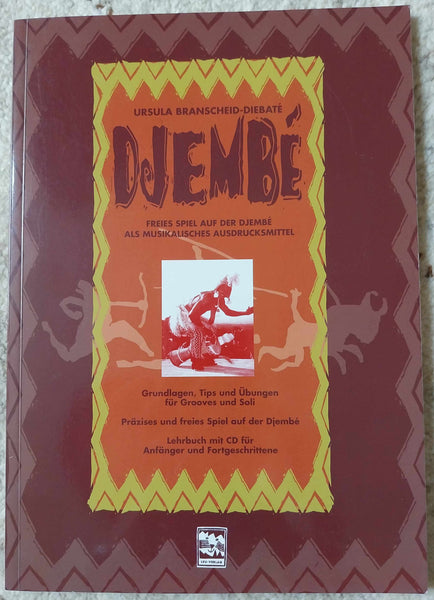 URSULA BRANSCHEID-DIEBATÉ
DJEMBÉ
FREIES SPIEL AUF DER DJEMBÉ
ALS MUSIKALISCHES AUSDRUCKSMITTEL
Grundlagen, Tips und Übungen
für Grooves und Soli
Präzises und freies Spiel auf der Djembé
Lehrbuch mit CD für
Anfänger und Fortgeschrittene
LEU-VERLAG